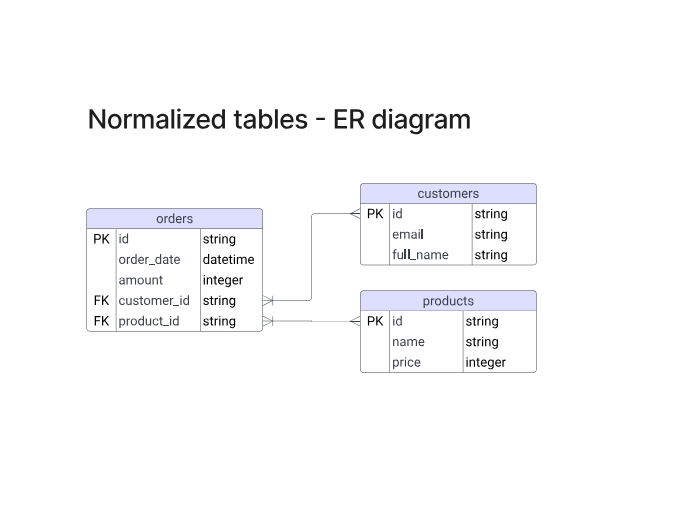 Normalized tables - ER diagram
orders
PK id string
order_date datetime
amount integer
FK customer_id string
FK product_id string
customers
PK id string
email string
full_name string
products
PK id string
name string
price integer